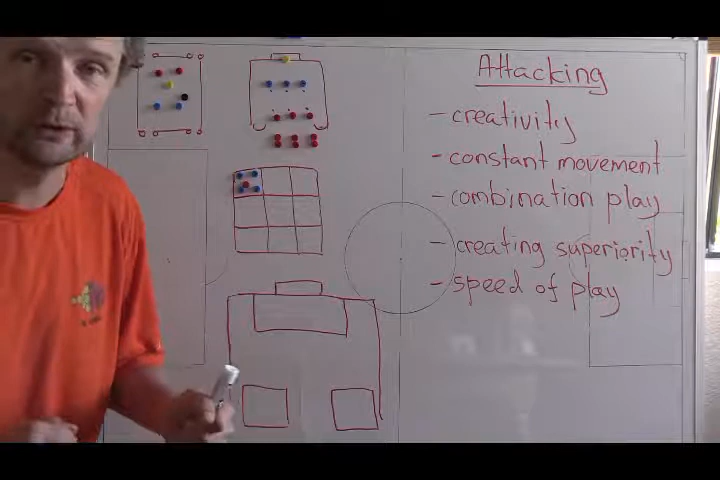 Attacking
- creativity
- constant movement
- combination play
- creating superiority
- speed of play